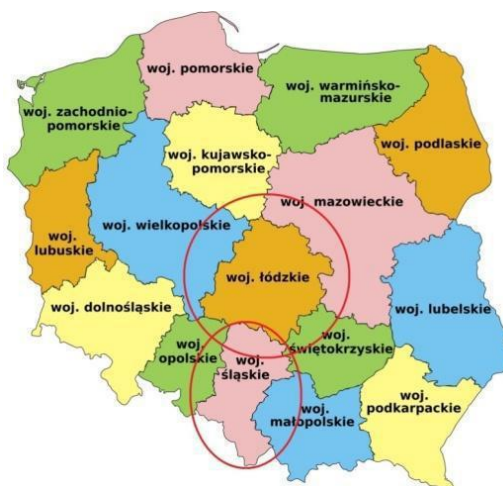 woj. pomorskie
woj. warmińsko-
mazurskie
woj. zachodnio-
pomorskie
woj. podlaskie
woj. kujawsko-
pomorskie
woj. mazowieckie
woj. wielkopolskie
woj.
lubuskie
woj. łódzkie
woj. dolnośląskie
woj. lubelskie
woj.
opolskie
woj.
śląskie
woj.
świętokrzyskie
woj.
małopolskie
woj.
podkarpackie